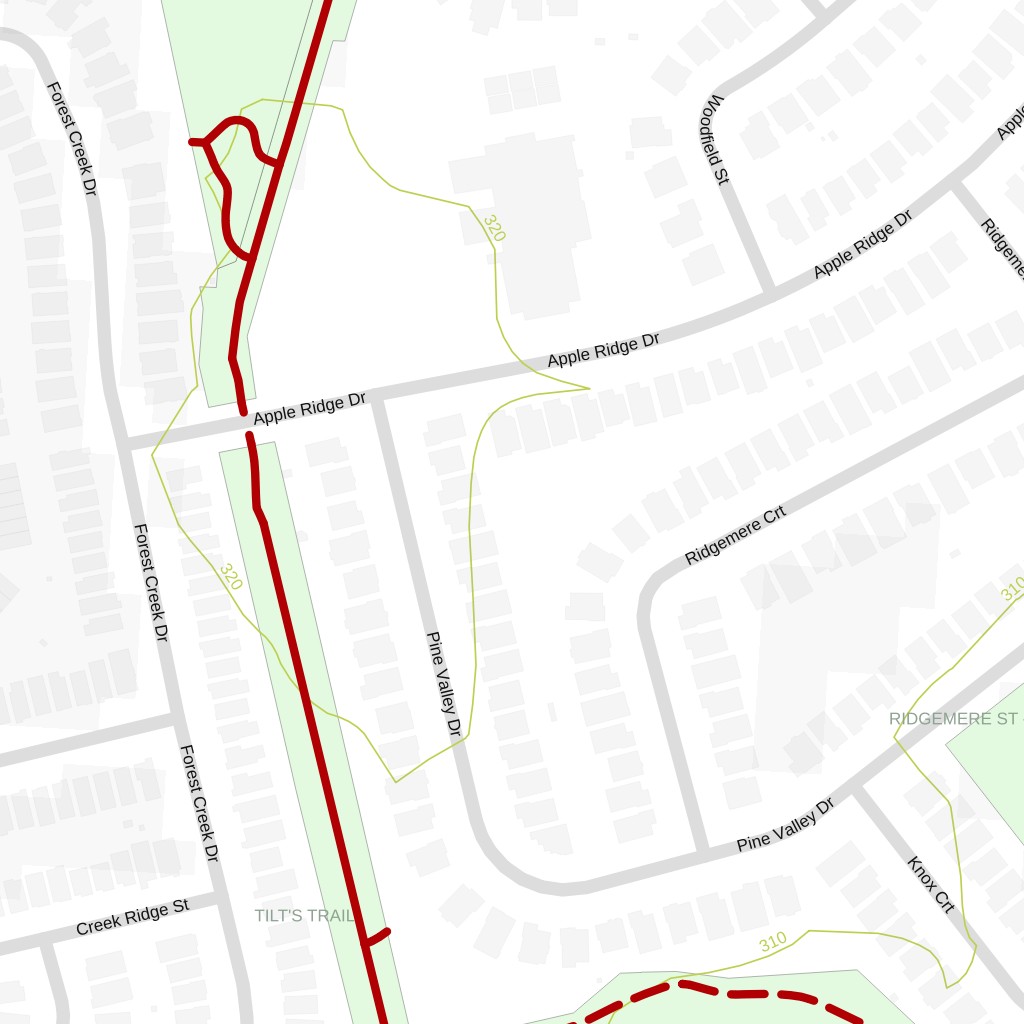 Forest Creek Dr
Woodfield St
Apple
320
Apple Ridge Dr
Ridgeme
Apple Ridge Dr
Apple Ridge Dr
Ridgemere Crt
Forest Creek Dr
320
310
Pine Valley Dr
RIDGEMERE ST
Forest Creek Dr
Pine Valley Dr
Knox Crt
Creek Ridge St
TILT'S TRAIL
310